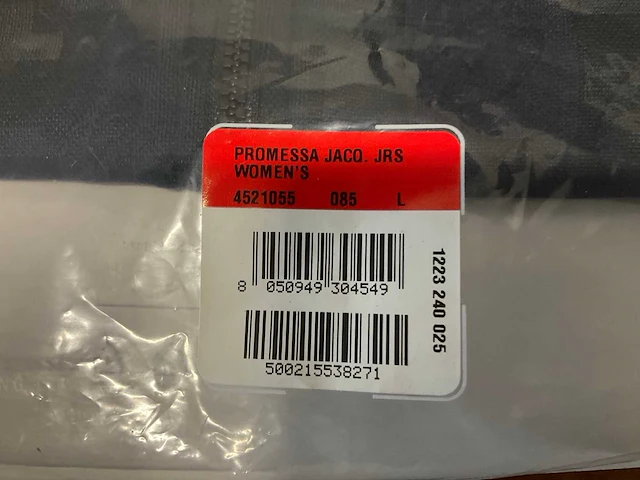 PROMESSA JACQ. JRS
WOMEN'S
4521055 085 L
8 050949 304549
500215538271
1223 240 025